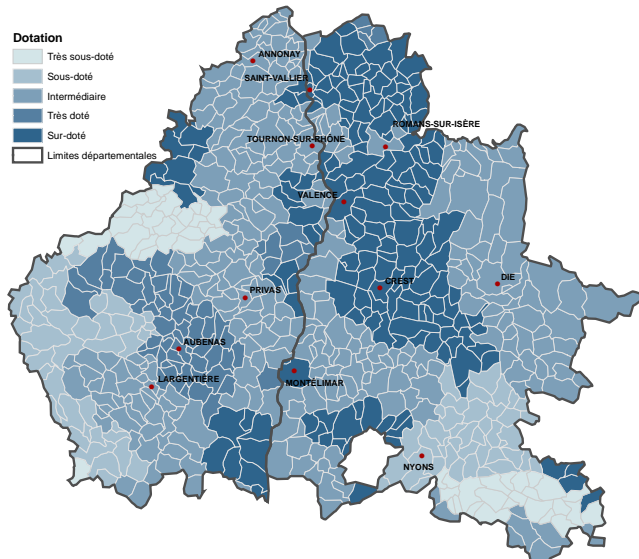 Dotation
Très sous-doté
Sous-doté
Intermédiaire
Très doté
Sur-doté
Limites départementales
ANNONAY
SAINT-VALLIER
TOURNON-SUR-RHÔNE
ROMANS-SUR-ISÈRE
VALENCE
CREST
DIE
PRIVAS
AUBENAS
LARGENTIÈRE
MONTÉLIMAR
NYONS